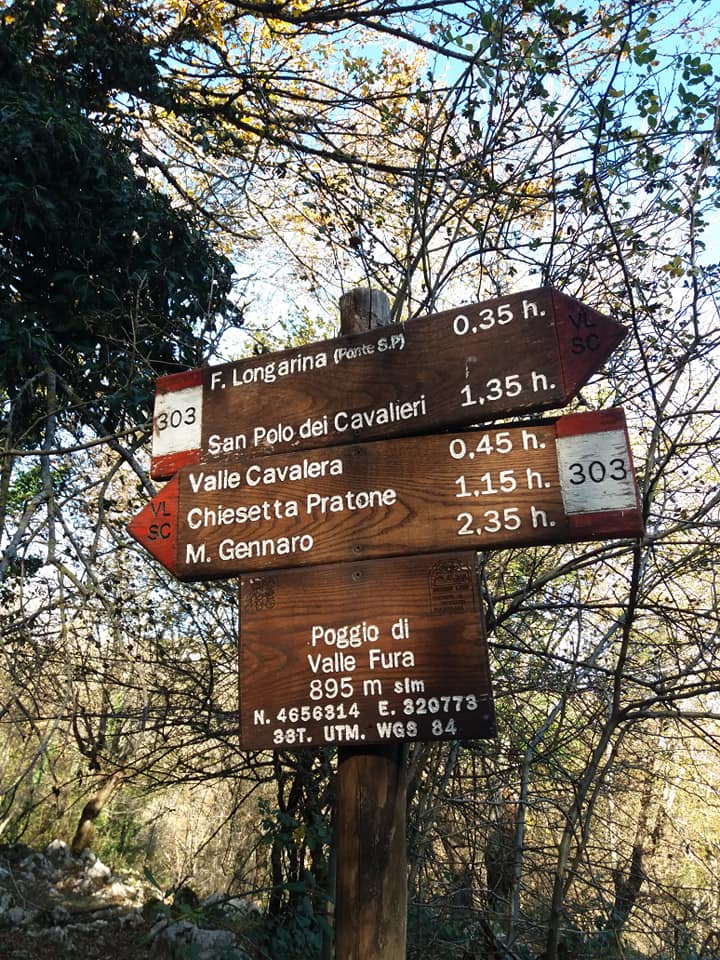 303
F. Longarina (Ponte S.P) 0,35 h.
San Polo dei Cavalieri 1,35 h.
VL
SC
VL
SC
Valle Cavalera 0,45 h.
Chiesetta Pratone 1,15 h.
M. Gennaro 2,35 h.
303
Poggio di
Valle Fura
895 m slm
N. 4656314 E. 320773
33T. UTM. WGS 84